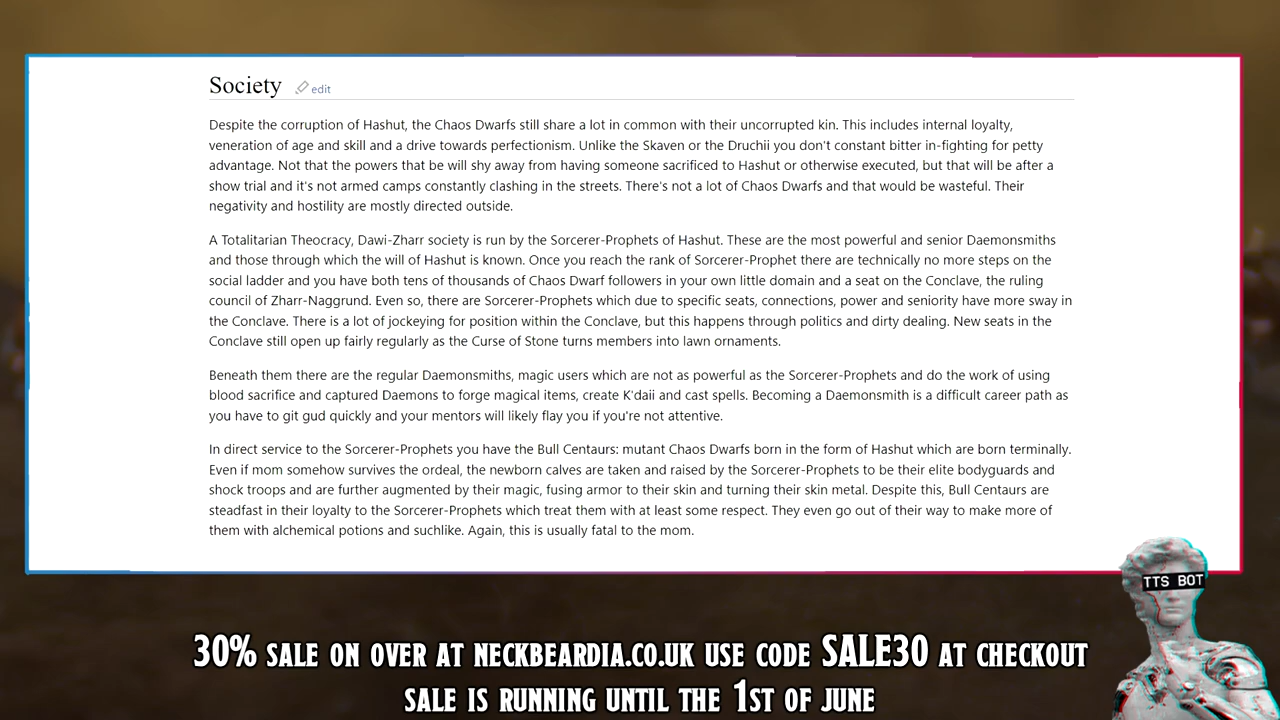 Society edit
Despite the corruption of Hashut, the Chaos Dwarfs still share a lot in common with their uncorrupted kin. This includes internal loyalty,
veneration of age and skill and a drive towards perfectionism. Unlike the Skaven or the Druchii you don't constant bitter in-fighting for petty
advantage. Not that the powers that be will shy away from having someone sacrificed to Hashut or otherwise executed, but that will be after a
show trial and it's not armed camps constantly clashing in the streets. There's not a lot of Chaos Dwarfs and that would be wasteful. Their
negativity and hostility are mostly directed outside.
A Totalitarian Theocracy, Dawi-Zharr society is run by the Sorcerer-Prophets of Hashut. These are the most powerful and senior Daemonsmiths
and those through which the will of Hashut is known. Once you reach the rank of Sorcerer-Prophet there are technically no more steps on the
social ladder and you have both tens of thousands of Chaos Dwarf followers in your own little domain and a seat on the Conclave, the ruling
council of Zharr-Naggrund. Even so, there are Sorcerer-Prophets which due to specific seats, connections, power and seniority have more sway in
the Conclave. There is a lot of jockeying for position within the Conclave, but this happens through politics and dirty dealing. New seats in the
Conclave still open up fairly regularly as the Curse of Stone turns members into lawn ornaments.
Beneath them there are the regular Daemonsmiths, magic users which are not as powerful as the Sorcerer-Prophets and do the work of using
blood sacrifice and captured Daemons to forge magical items, create K'daii and cast spells. Becoming a Daemonsmith is a difficult career path as
you have to git gud quickly and your mentors will likely flay you if you're not attentive.
In direct service to the Sorcerer-Prophets you have the Bull Centaurs: mutant Chaos Dwarfs born in the form of Hashut which are born terminally.
Even if mom somehow survives the ordeal, the newborn calves are taken and raised by the Sorcerer-Prophets to be their elite bodyguards and
shock troops and are further augmented by their magic, fusing armor to their skin and turning their skin metal. Despite this, Bull Centaurs are
steadfast in their loyalty to the Sorcerer-Prophets which treat them with at least some respect. They even go out of their way to make more of
them with alchemical potions and suchlike. Again, this is usually fatal to the mom.
TTS BOT
30% SALE ON OVER AT NECKBEARDIA.CO.UK USE CODE SALE30 AT CHECKOUT
SALE IS RUNNING UNTIL THE 1ST OF JUNE